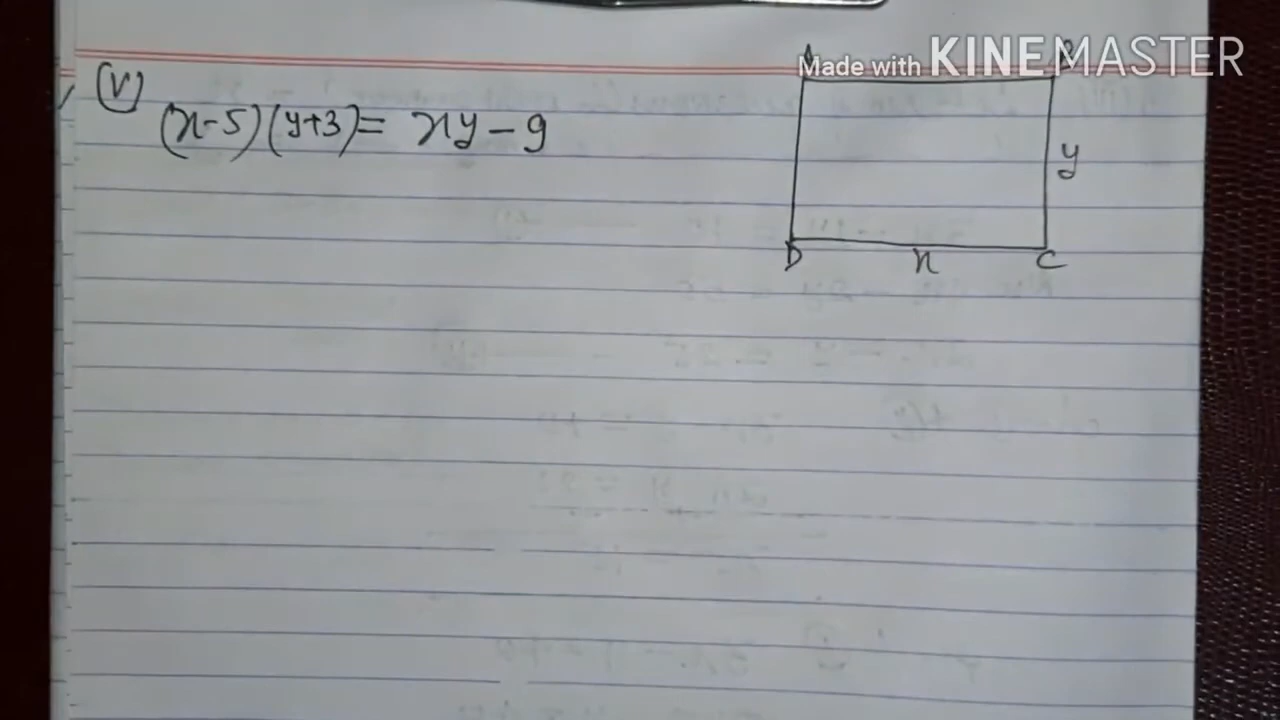 (v)
(x-5)(y+3)= xy-9
A
Made with KINEMASTER
y
D x C